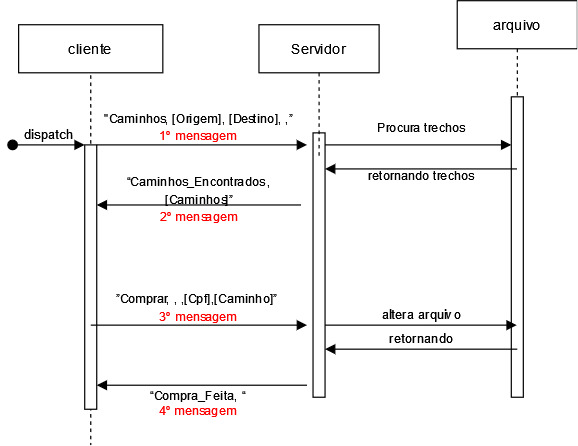 cliente
Servidor
arquivo
dispatch
"Caminhos, [Origem], [Destino], ,”
1º mensagem
Procura trechos
retornando trechos
“Caminhos_Encontrados,
[Caminhos]”
2º mensagem
”Comprar, , ,[Cpf],[Caminho]”
3º mensagem
altera arquivo
retornando
“Compra_Feita, “
4º mensagem